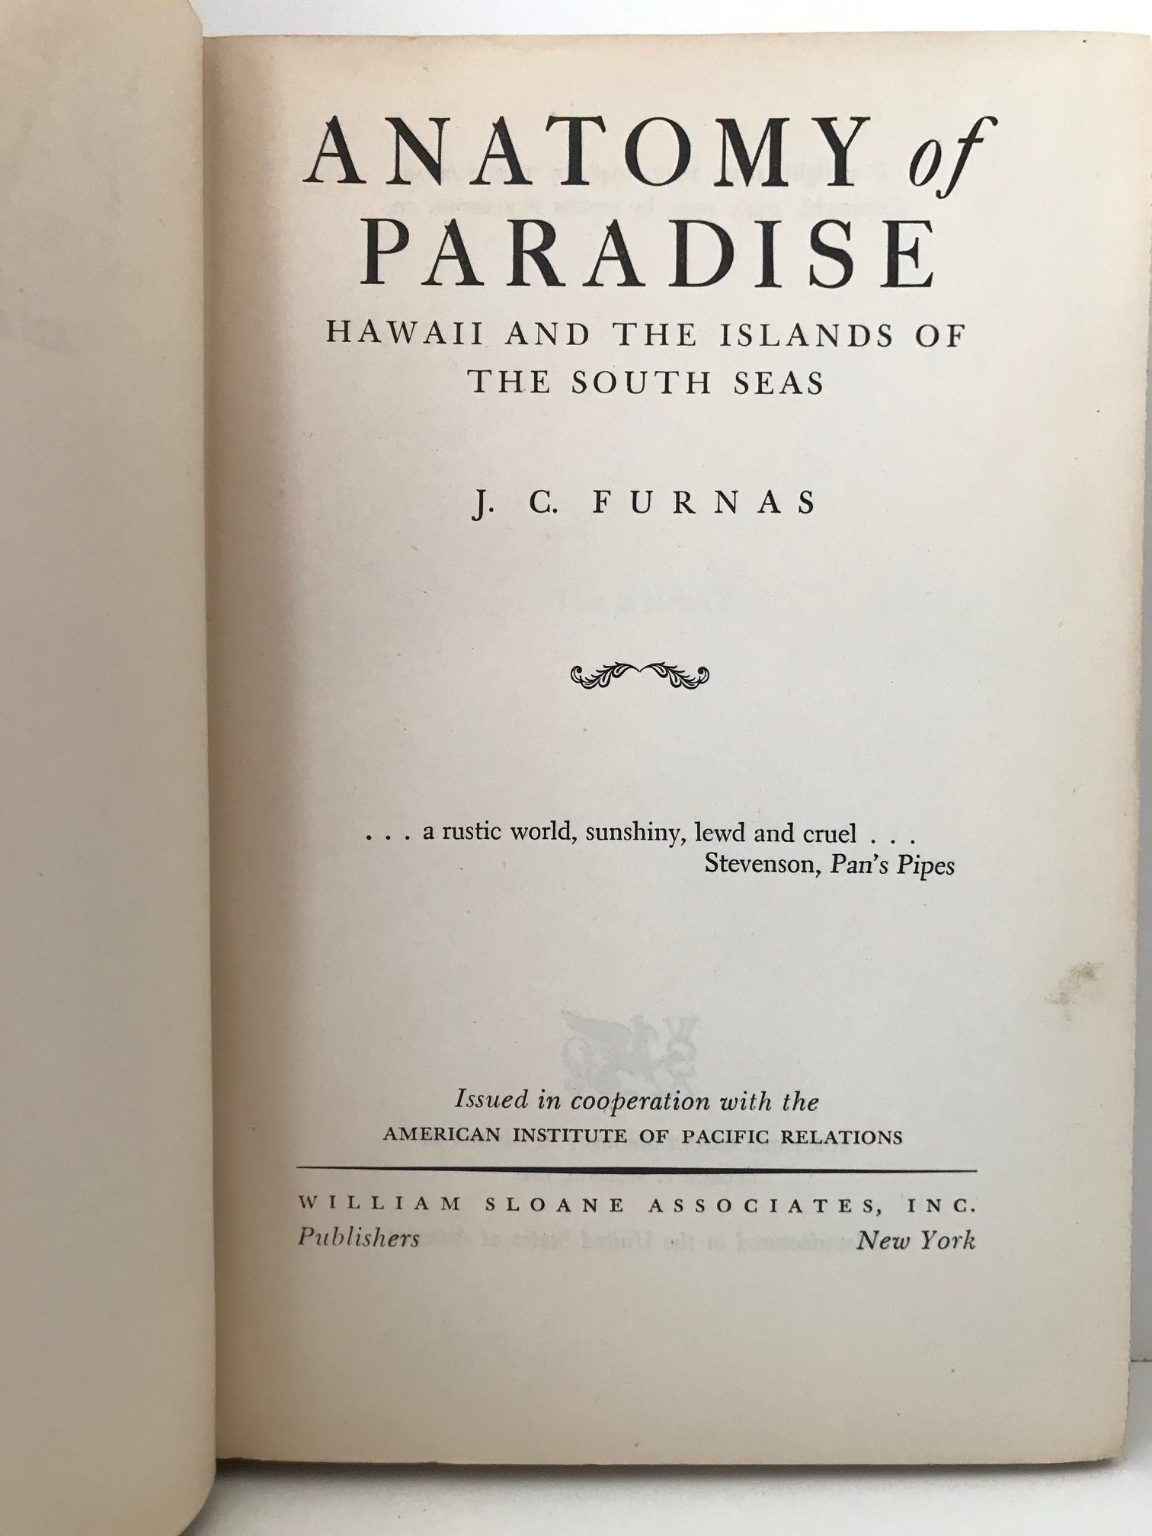 ANATOMY of
PARADISE
HAWAII AND THE ISLANDS OF
THE SOUTH SEAS
J. C. FURNAS
. . . a rustic world, sunshiny, lewd and cruel . . .
Stevenson, Pan's Pipes
Issued in cooperation with the
AMERICAN INSTITUTE OF PACIFIC RELATIONS
WILLIAM SLOANE ASSOCIATES, INC.
Publishers New York